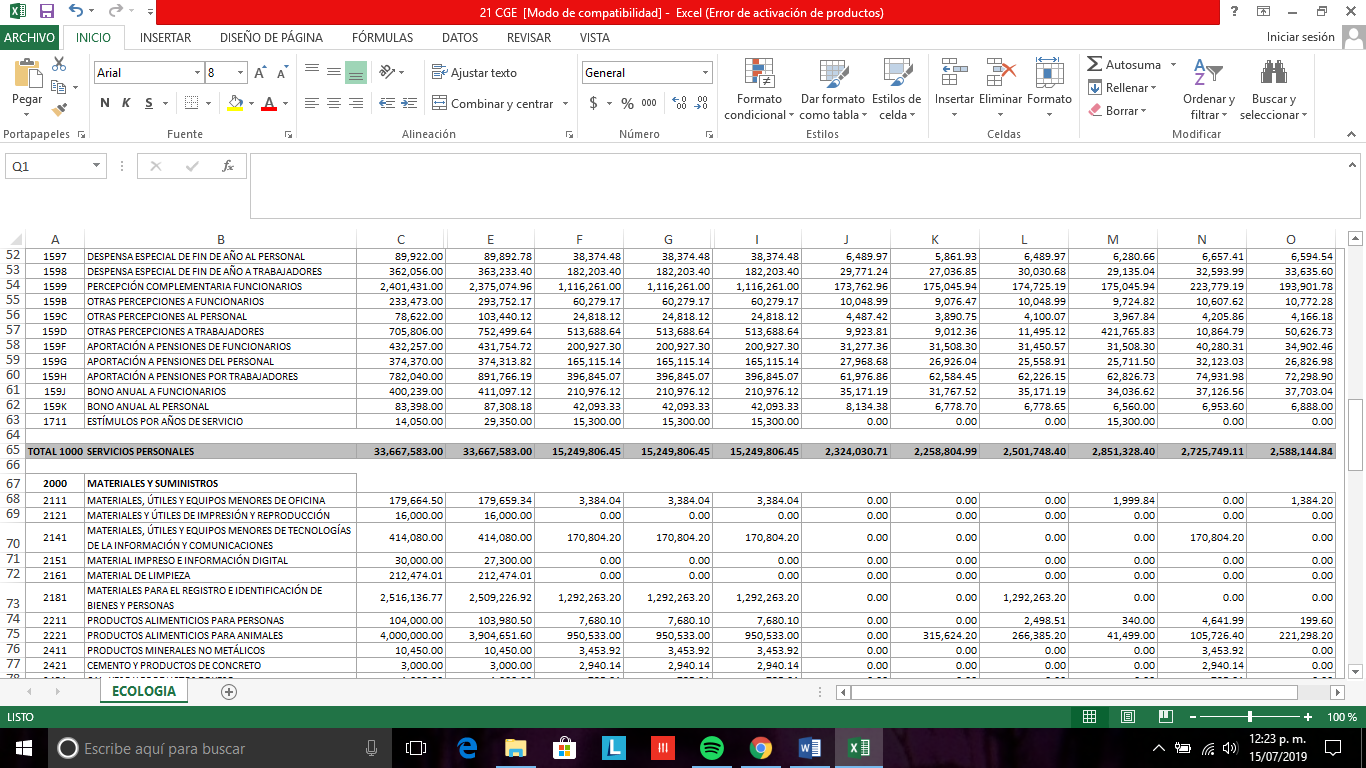 21 CGE [Modo de compatibilidad] - Excel (Error de activación de productos)
ARCHIVO INICIO INSERTAR DISEÑO DE PÁGINA FÓRMULAS DATOS REVISAR VISTA Iniciar sesión
Arial 8 Ajustar texto General Autosuma
Pegar N K S Combinar y centrar $ % 000 Formato condicional Dar formato como tabla Estilos de celda Insertar Eliminar Formato Rellenar Borrar Ordenar y filtrar Buscar y seleccionar
Portapapeles Fuente Alineación Número Estilos Celdas Modificar
Q1 fx
A B C E F G I J K L M N O
52 1597 DESPENSA ESPECIAL DE FIN DE AÑO AL PERSONAL 89,922.00 89,892.78 38,374.48 38,374.48 38,374.48 6,489.97 5,861.93 6,489.97 6,280.66 6,657.41 6,594.54
53 1598 DESPENSA ESPECIAL DE FIN DE AÑO A TRABAJADORES 362,056.00 363,233.40 182,203.40 182,203.40 182,203.40 29,771.24 27,036.85 30,030.68 29,135.04 32,593.99 33,635.60
54 1599 PERCEPCIÓN COMPLEMENTARIA FUNCIONARIOS 2,401,431.00 2,375,074.96 1,116,261.00 1,116,261.00 1,116,261.00 173,762.96 175,045.94 174,725.19 175,045.94 223,779.19 193,901.78
55 159B OTRAS PERCEPCIONES A FUNCIONARIOS 233,473.00 293,752.17 60,279.17 60,279.17 60,279.17 10,048.99 9,076.47 10,048.99 9,724.82 10,607.62 10,772.28
56 159C OTRAS PERCEPCIONES AL PERSONAL 78,622.00 103,440.12 24,818.12 24,818.12 24,818.12 4,487.42 3,890.75 4,100.07 3,967.84 4,205.86 4,166.18
57 159D OTRAS PERCEPCIONES A TRABAJADORES 705,806.00 752,499.64 513,688.64 513,688.64 513,688.64 9,923.81 9,012.36 11,495.12 421,765.83 10,864.79 50,626.73
58 159F APORTACIÓN A PENSIONES DE FUNCIONARIOS 432,257.00 431,754.72 200,927.30 200,927.30 200,927.30 31,277.36 31,508.30 31,450.57 31,508.30 40,280.31 34,902.46
59 159G APORTACIÓN A PENSIONES DEL PERSONAL 374,370.00 374,313.82 165,115.14 165,115.14 165,115.14 27,968.68 26,926.04 25,558.91 25,711.50 32,123.03 26,826.98
60 159H APORTACIÓN A PENSIONES POR TRABAJADORES 782,040.00 891,766.19 396,845.07 396,845.07 396,845.07 61,976.86 62,584.45 62,226.15 62,826.73 74,931.98 72,298.90
61 159J BONO ANUAL A FUNCIONARIOS 400,239.00 411,097.12 210,976.12 210,976.12 210,976.12 35,171.19 31,767.52 35,171.19 34,036.62 37,126.56 37,703.04
62 159K BONO ANUAL AL PERSONAL 83,398.00 87,308.18 42,093.33 42,093.33 42,093.33 8,134.38 6,778.70 6,778.65 6,560.00 6,953.60 6,888.00
63 1711 ESTÍMULOS POR AÑOS DE SERVICIO 14,050.00 29,350.00 15,300.00 15,300.00 15,300.00 0.00 0.00 0.00 15,300.00 0.00 0.00
64
65 TOTAL 1000 SERVICIOS PERSONALES 33,667,583.00 33,667,583.00 15,249,806.45 15,249,806.45 15,249,806.45 2,324,030.71 2,258,804.99 2,501,748.40 2,851,328.40 2,725,749.11 2,588,144.84
66
67 2000 MATERIALES Y SUMINISTROS
68 2111 MATERIALES, ÚTILES Y EQUIPOS MENORES DE OFICINA 179,664.50 179,659.34 3,384.04 3,384.04 3,384.04 0.00 0.00 0.00 1,999.84 0.00 1,384.20
69 2121 MATERIALES Y ÚTILES DE IMPRESIÓN Y REPRODUCCIÓN 16,000.00 16,000.00 0.00 0.00 0.00 0.00 0.00 0.00 0.00 0.00 0.00
MATERIALES, ÚTILES Y EQUIPOS MENORES DE TECNOLOGÍAS
70 2141 DE LA INFORMACIÓN Y COMUNICACIONES 414,080.00 414,080.00 170,804.20 170,804.20 170,804.20 0.00 0.00 0.00 0.00 170,804.20 0.00
71 2151 MATERIAL IMPRESO E INFORMACIÓN DIGITAL 30,000.00 27,300.00 0.00 0.00 0.00 0.00 0.00 0.00 0.00 0.00 0.00
72 2161 MATERIAL DE LIMPIEZA 212,474.01 212,474.01 0.00 0.00 0.00 0.00 0.00 0.00 0.00 0.00 0.00
MATERIALES PARA EL REGISTRO E IDENTIFICACIÓN DE
73 2181 BIENES Y PERSONAS 2,516,136.77 2,509,226.92 1,292,263.20 1,292,263.20 1,292,263.20 0.00 0.00 1,292,263.20 0.00 0.00 0.00
74 2211 PRODUCTOS ALIMENTICIOS PARA PERSONAS 104,000.00 103,980.50 7,680.10 7,680.10 7,680.10 0.00 0.00 2,498.51 340.00 4,641.99 199.60
75 2221 PRODUCTOS ALIMENTICIOS PARA ANIMALES 4,000,000.00 3,904,651.60 950,533.00 950,533.00 950,533.00 0.00 315,624.20 266,385.20 41,499.00 105,726.40 221,298.20
76 2411 PRODUCTOS MINERALES NO METÁLICOS 10,450.00 10,450.00 3,453.92 3,453.92 3,453.92 0.00 0.00 0.00 0.00 3,453.92 0.00
77 2421 CEMENTO Y PRODUCTOS DE CONCRETO 3,000.00 3,000.00 2,940.14 2,940.14 2,940.14 0.00 0.00 0.00 0.00 2,940.14 0.00
ECOLOGIA
LISTO 100 %
Escribe aquí para buscar
12:23 p. m.
15/07/2019